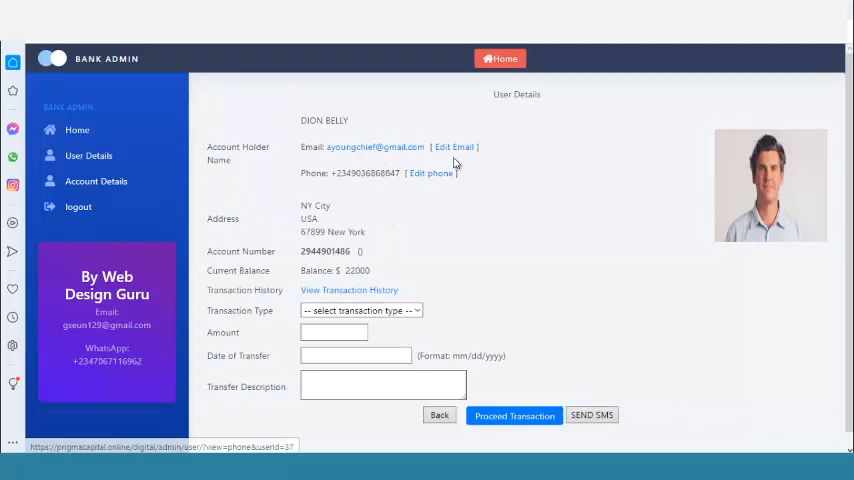 BANK ADMIN
Home
BANK ADMIN
Home
User Details
Account Details
logout
By Web
Design Guru
Email:
gseun129@gmail.com
WhatsApp:
+2347067116962
User Details
DION BELLY
Account Holder
Name
Email: ayoungchief@gmail.com [ Edit Email ]
Phone: +2349036868847 [ Edit phone ]
Address
NY City
USA
67899 New York
Account Number 2944901486 ()
Current Balance Balance: $ 22000
Transaction History View Transaction History
Transaction Type -- select transaction type --
Amount
Date of Transfer (Format: mm/dd/yyyy)
Transfer Description
Back Proceed Transaction SEND SMS
https://prigmacapital.online/digital/admin/user/?view=phone&userId=37